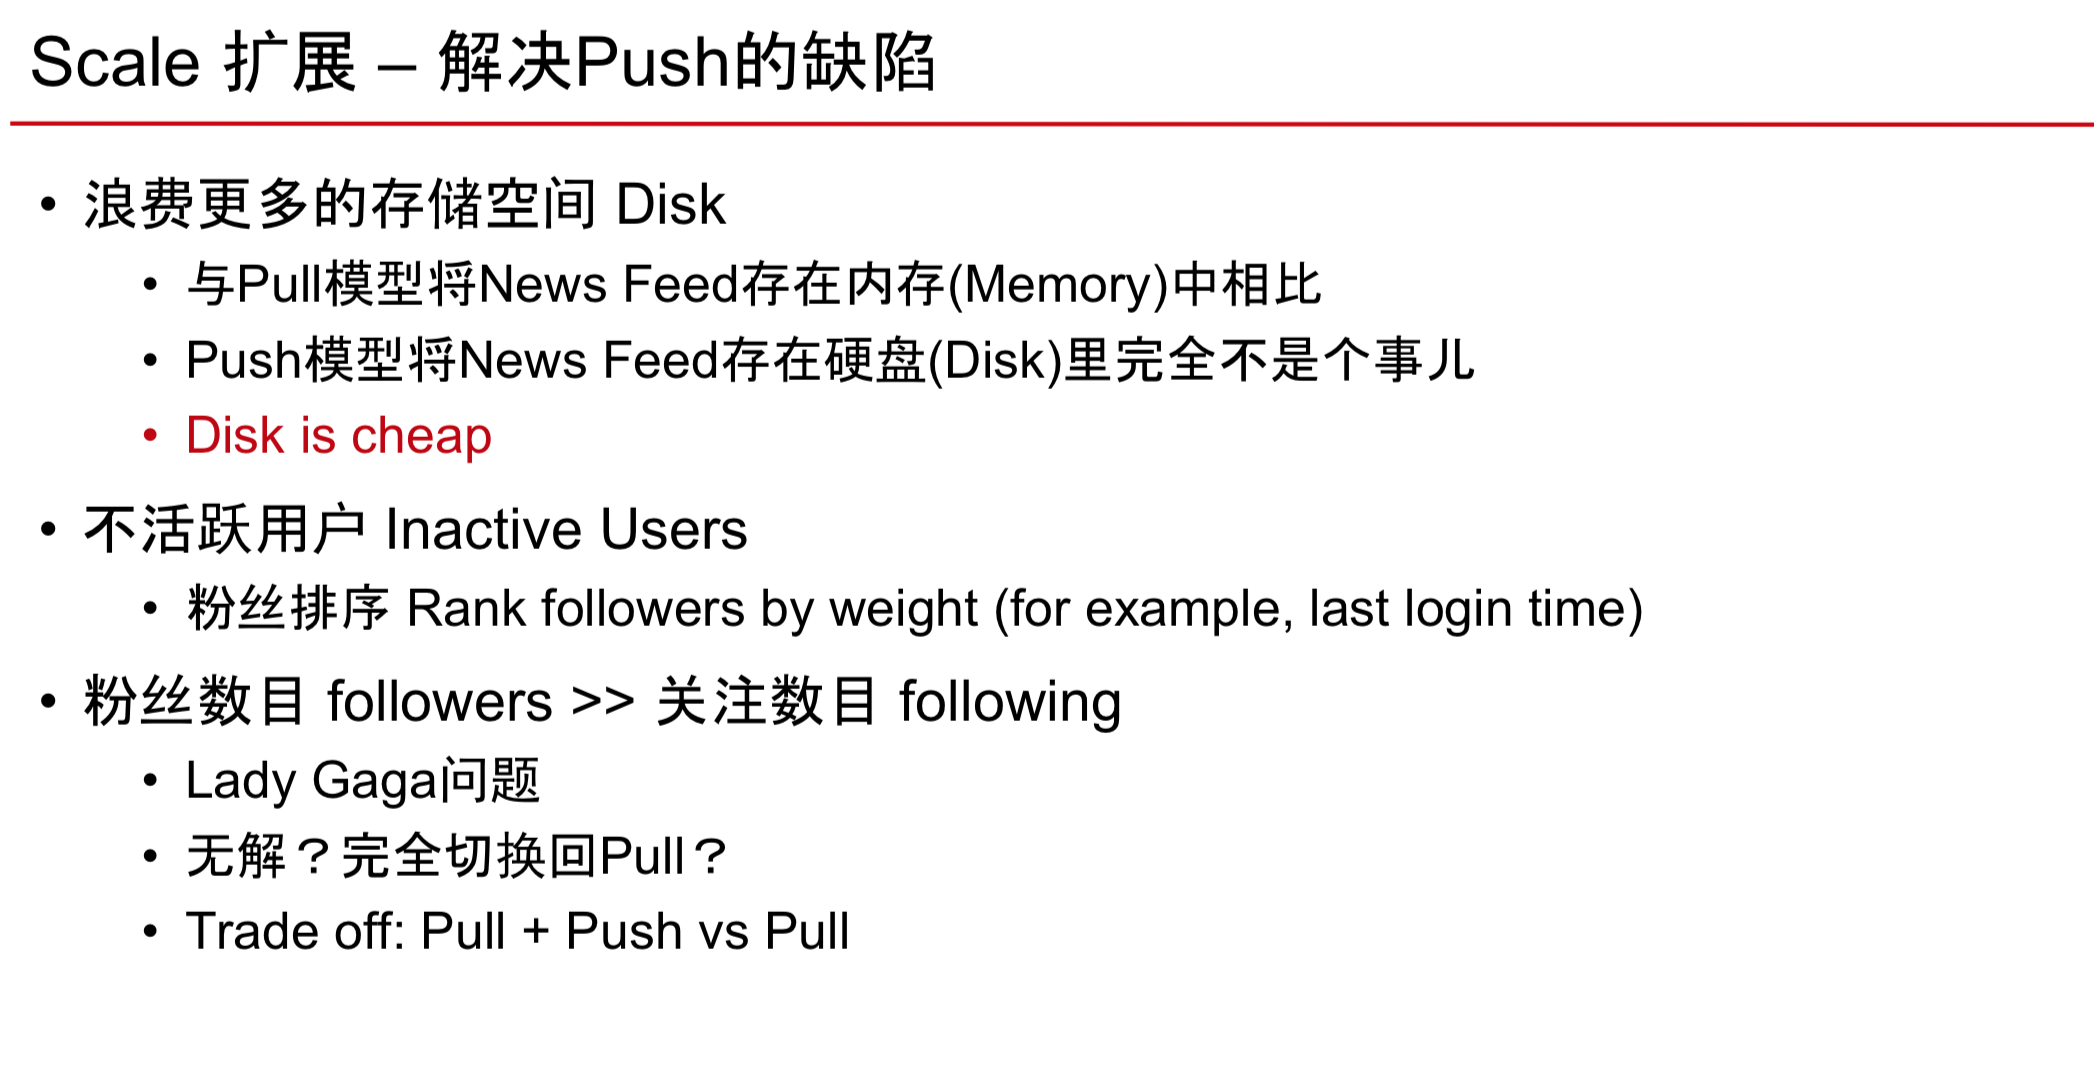 Scale 扩展 – 解决Push的缺陷
• 浪费更多的存储空间 Disk
• 与Pull模型将News Feed存在内存(Memory)中相比
• Push模型将News Feed存在硬盘(Disk)里完全不是个事儿
• Disk is cheap
• 不活跃用户 Inactive Users
• 粉丝排序 Rank followers by weight (for example, last login time)
• 粉丝数目 followers >> 关注数目 following
• Lady Gaga问题
• 无解？完全切换回Pull？
• Trade off: Pull + Push vs Pull